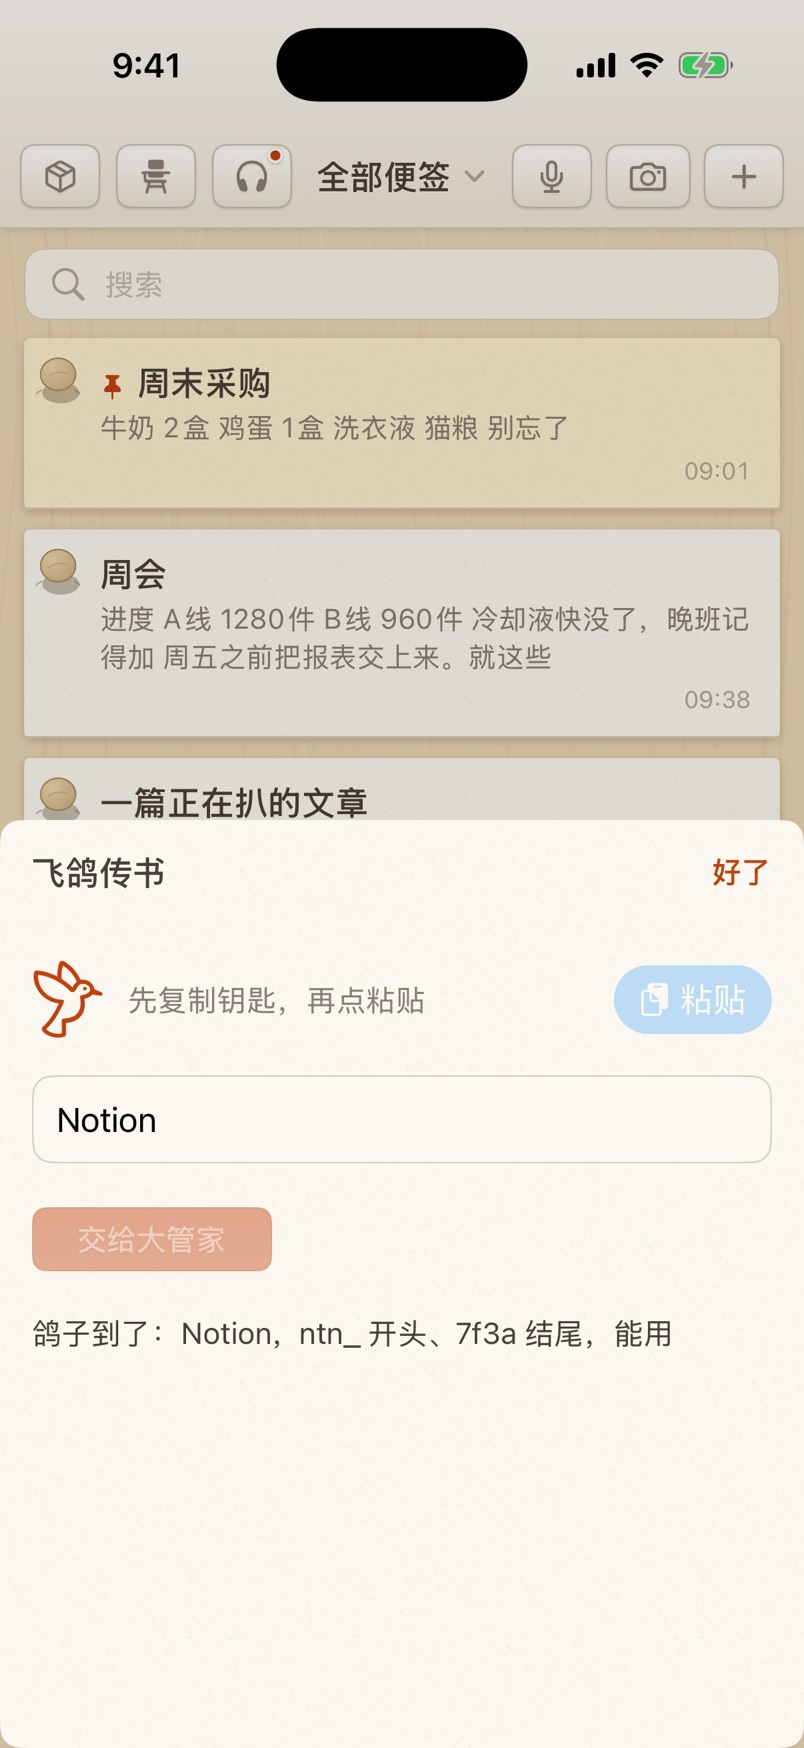 9:41
全部便签
搜索
周末采购
牛奶 2盒 鸡蛋 1盒 洗衣液 猫粮 别忘了
09:01
周会
进度 A线 1280件 B线 960件 冷却液快没了，晚班记
得加 周五之前把报表交上来。就这些
09:38
一篇正在扒的文章
飞鸽传书
好了
先复制钥匙，再点粘贴
粘贴
Notion
交给大管家
鸽子到了：Notion，ntn_ 开头、7f3a 结尾，能用